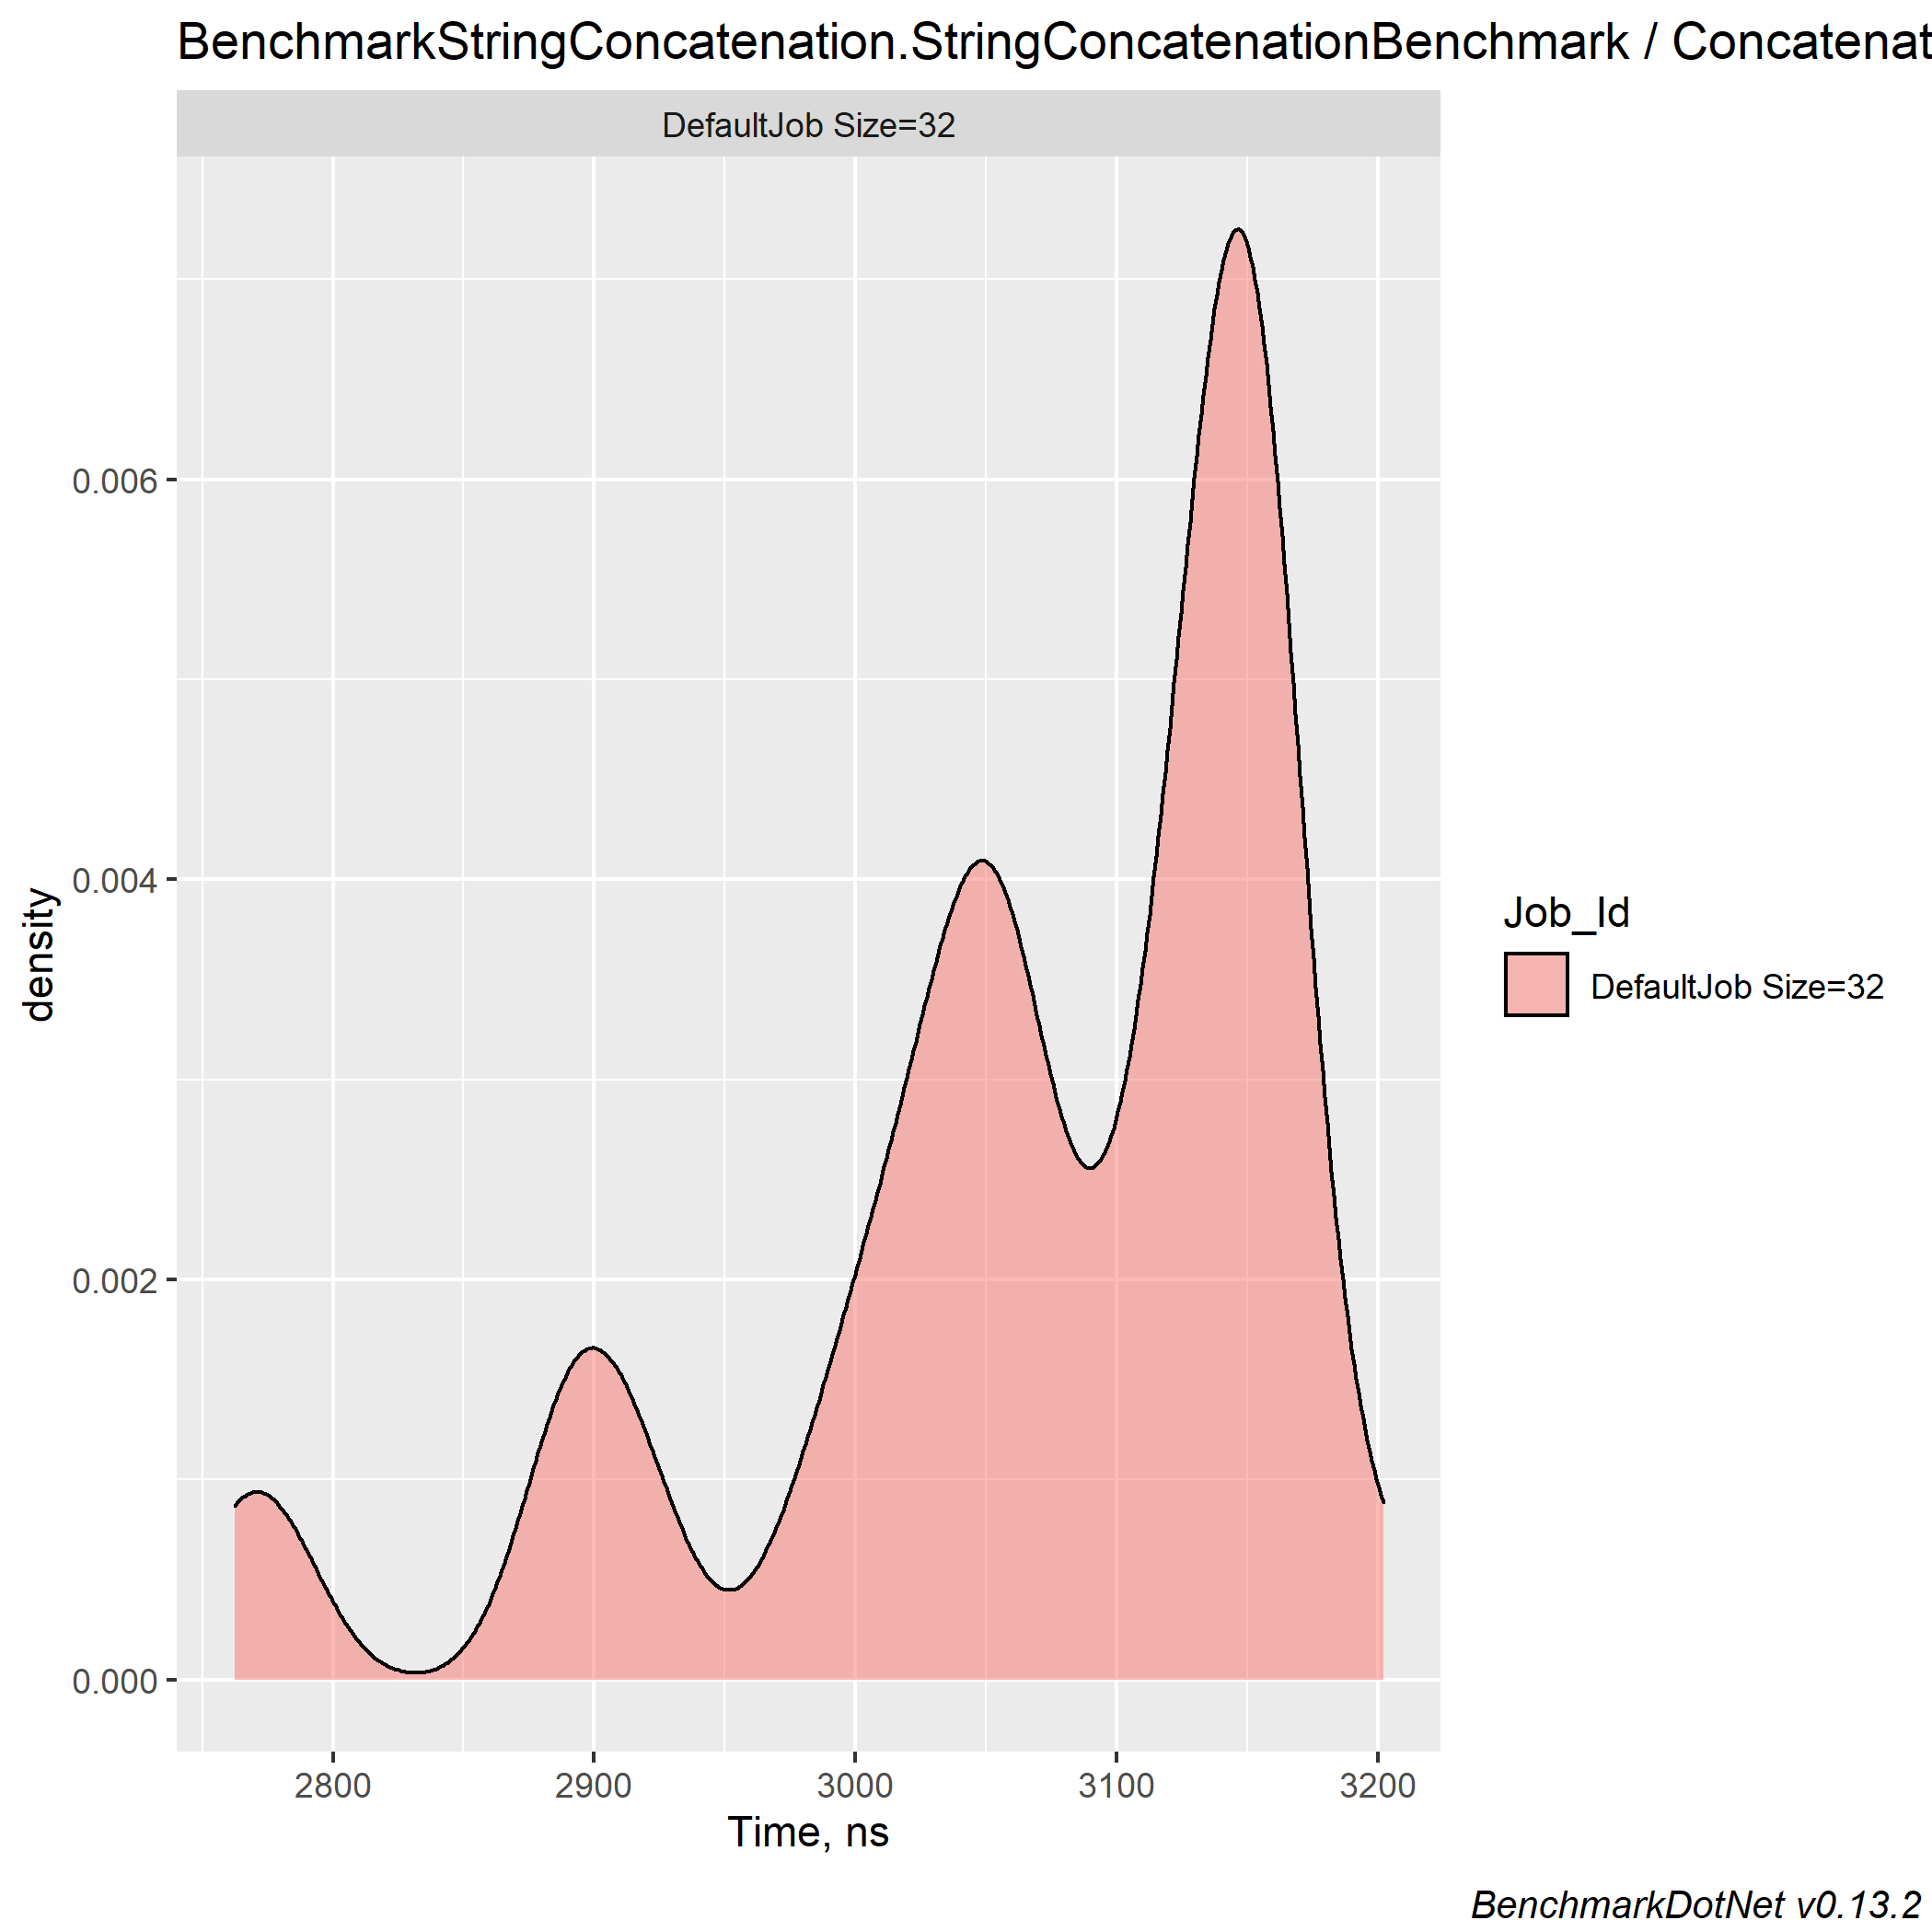 BenchmarkStringConcatenation.StringConcatenationBenchmark / Concatenat
DefaultJob Size=32
0.006
0.004
0.002
0.000
density
2800 2900 3000 3100 3200
Time, ns
Job_Id
DefaultJob Size=32
BenchmarkDotNet v0.13.2